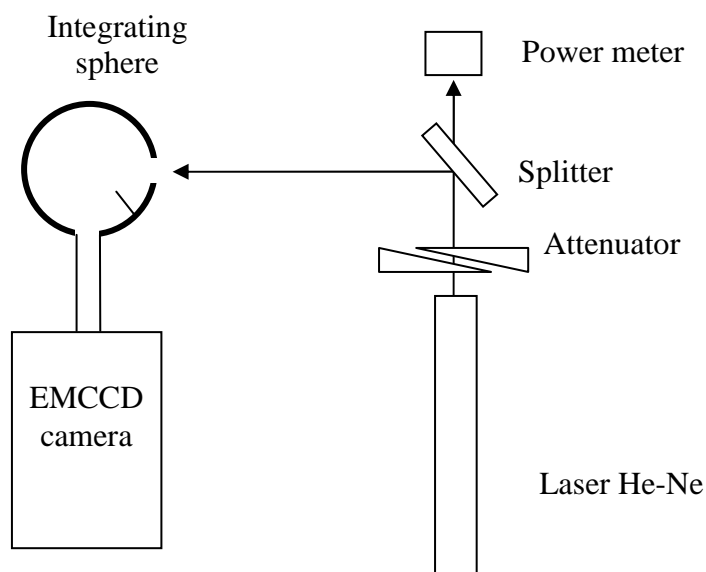 Integrating
sphere
Power meter
Splitter
Attenuator
EMCCD
camera
Laser He-Ne